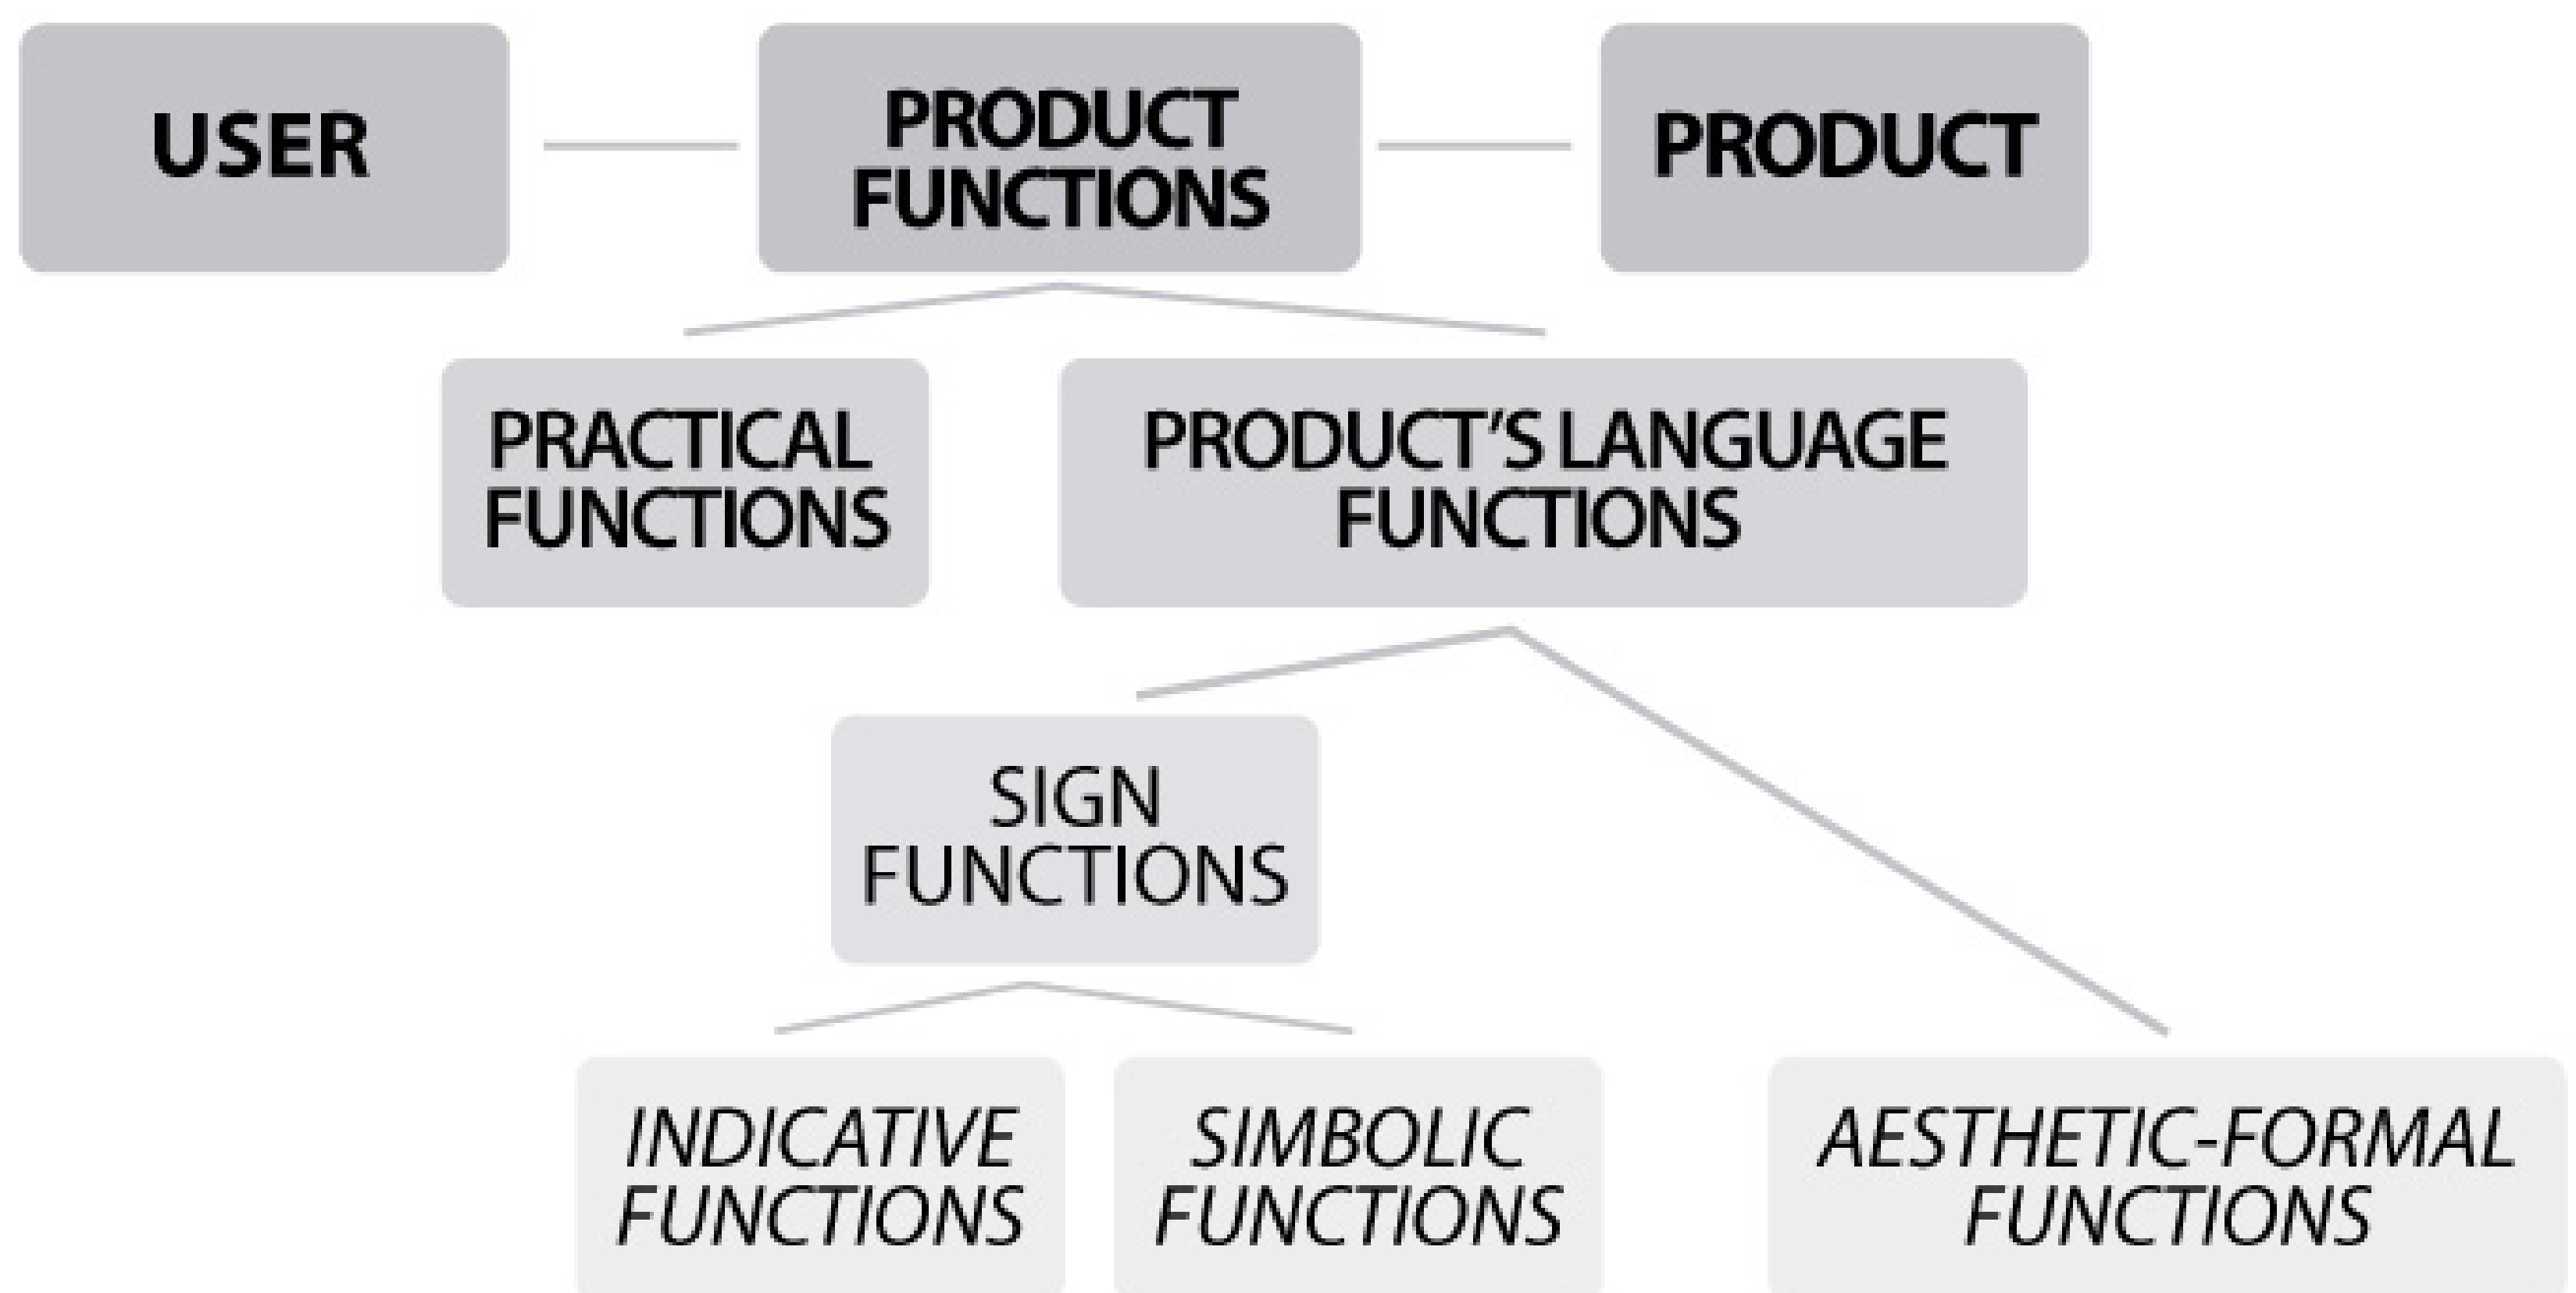 USER
PRODUCT
FUNCTIONS
PRODUCT
PRACTICAL
FUNCTIONS
PRODUCT’S LANGUAGE
FUNCTIONS
SIGN
FUNCTIONS
INDICATIVE
FUNCTIONS
SIMBOLIC
FUNCTIONS
AESTHETIC-FORMAL
FUNCTIONS